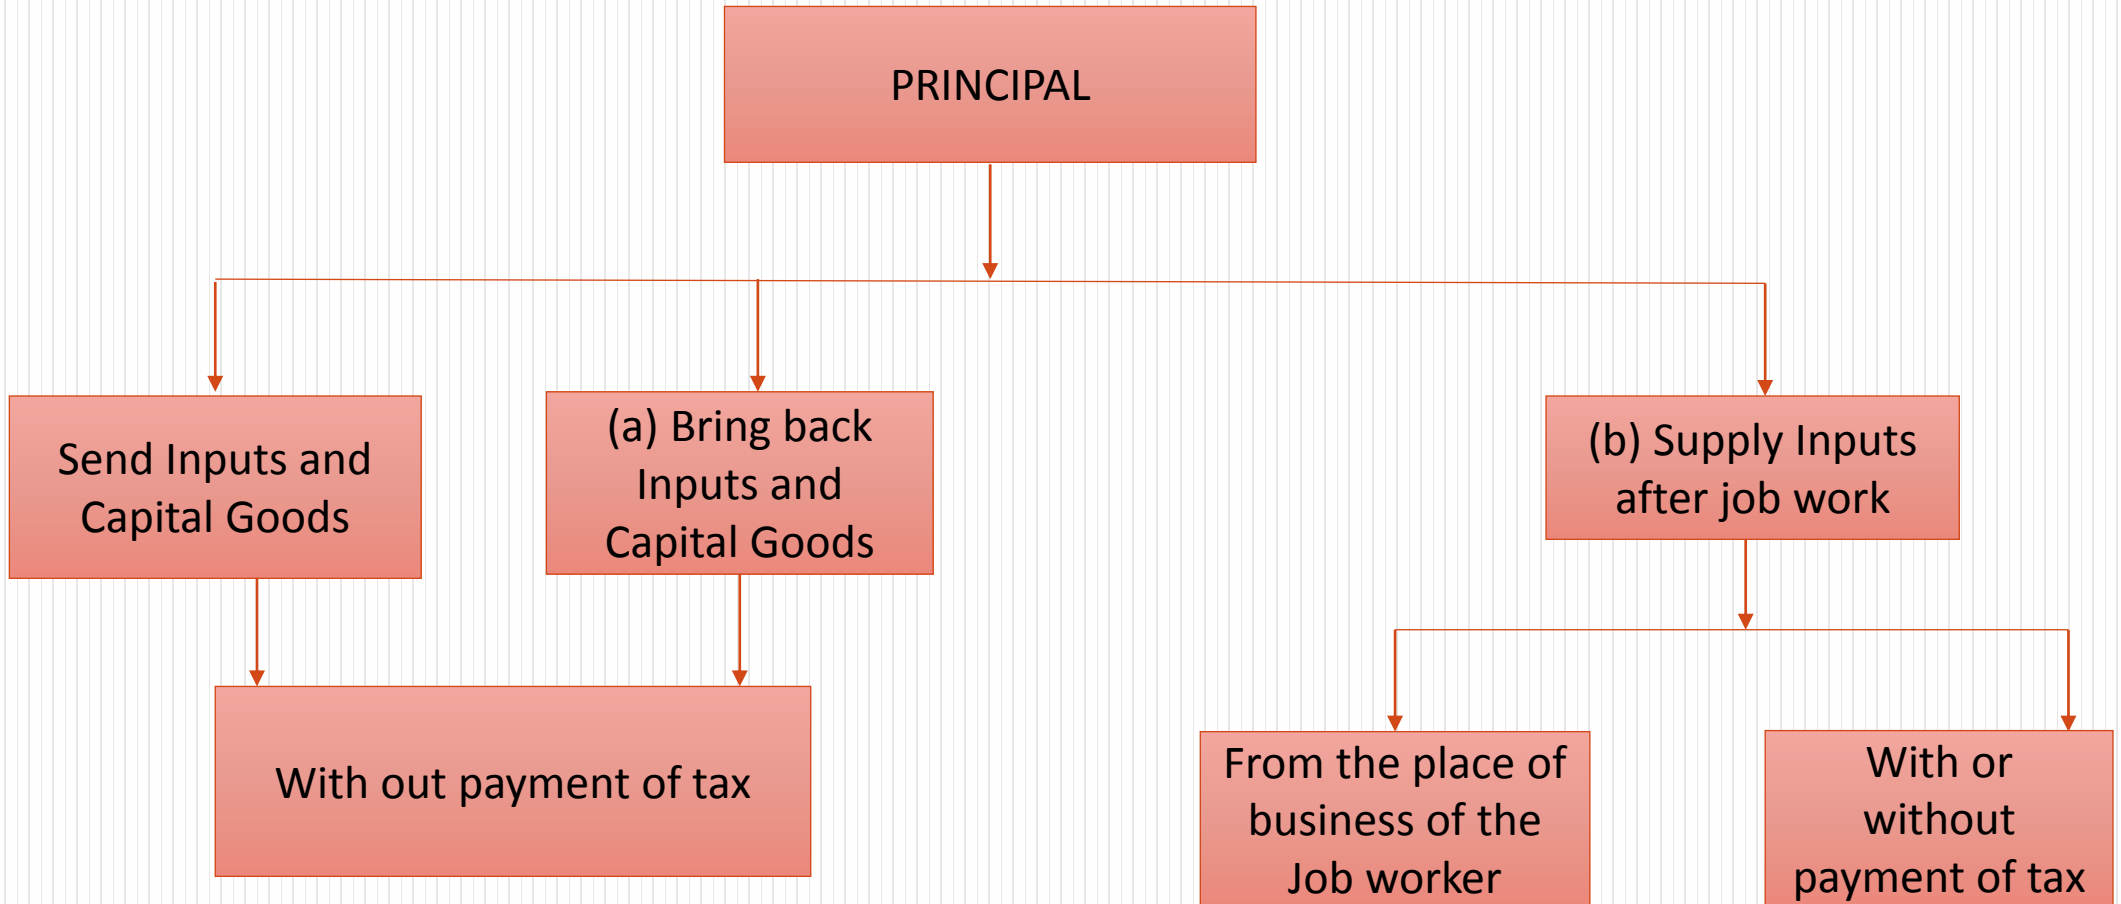 PRINCIPAL
Send Inputs and
Capital Goods
(a) Bring back
Inputs and
Capital Goods
(b) Supply Inputs
after job work
With out payment of tax
From the place of
business of the
Job worker
With or
without
payment of tax